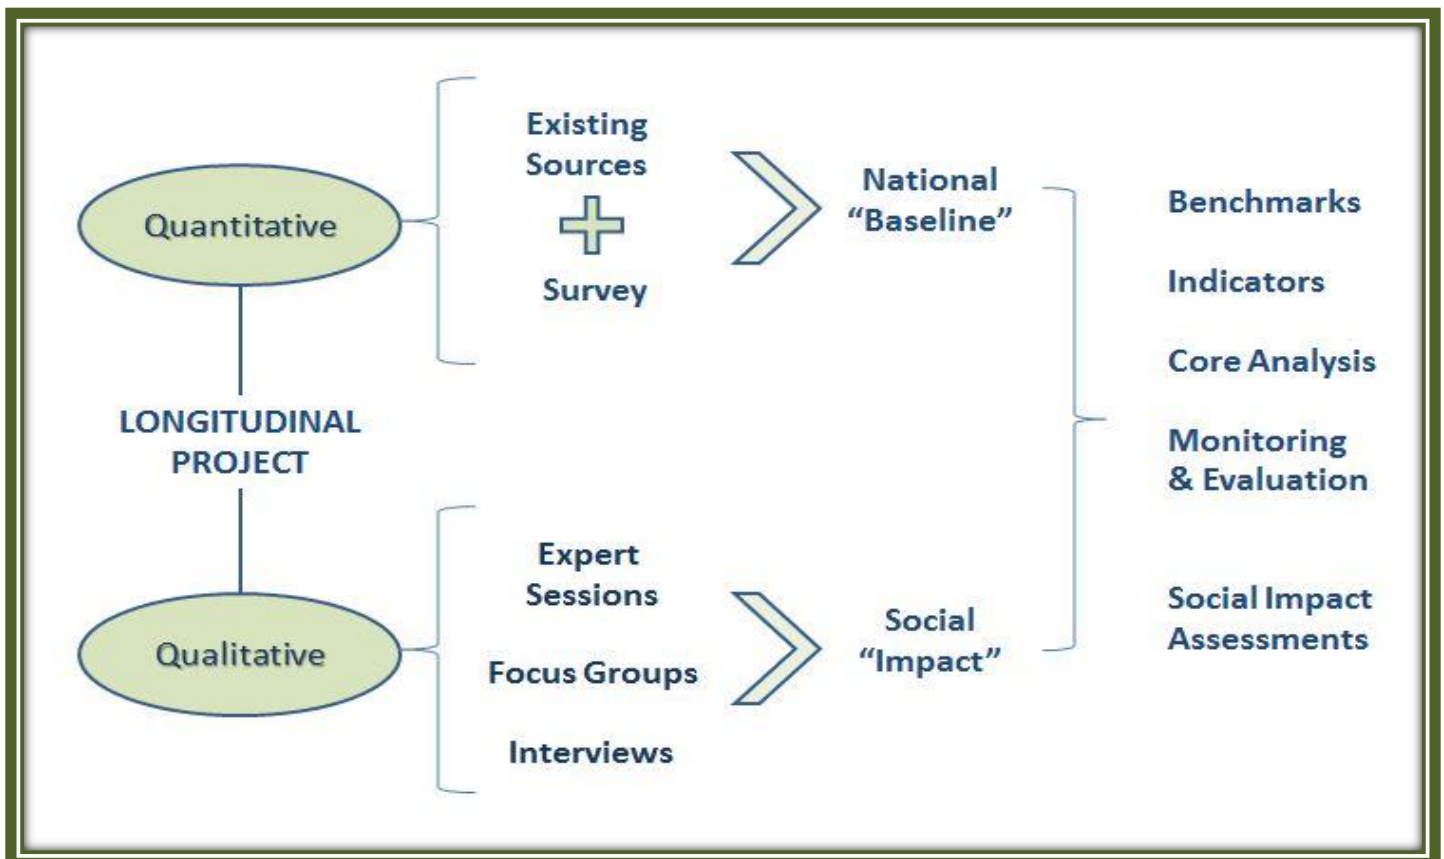 Quantitative
Existing
Sources
Survey
National
“Baseline”
LONGITUDINAL
PROJECT
Qualitative
Expert
Sessions
Focus Groups
Interviews
Social
“Impact”
Benchmarks
Indicators
Core Analysis
Monitoring
& Evaluation
Social Impact
Assessments